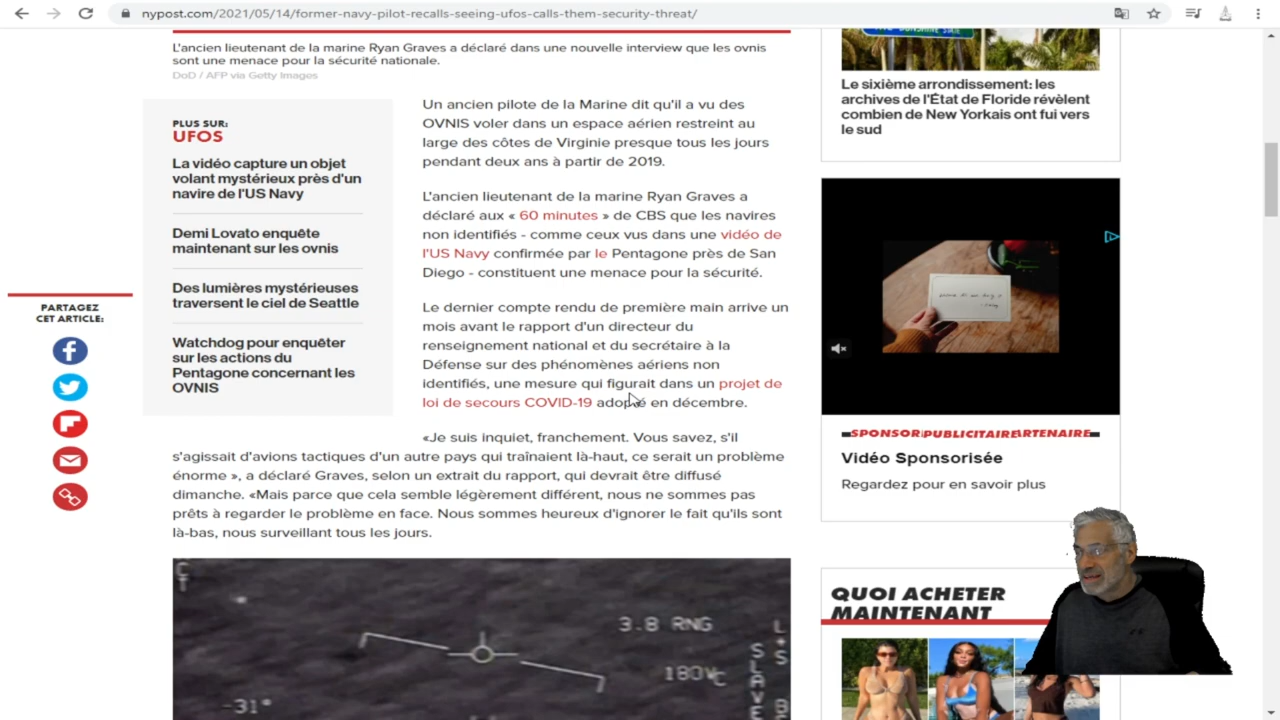 nypost.com/2021/05/14/former-navy-pilot-recalls-seeing-ufos-calls-them-security-threat/
L'ancien lieutenant de la marine Ryan Graves a déclaré dans une nouvelle interview que les ovnis
sont une menace pour la sécurité nationale.
DoD / AFP via Getty Images
PLUS SUR:
UFOS
La vidéo capture un objet
volant mystérieux près d'un
navire de l'US Navy
Demi Lovato enquête
maintenant sur les ovnis
Des lumières mystérieuses
traversent le ciel de Seattle
Watchdog pour enquêter
sur les actions du
Pentagone concernant les
OVNIS
PARTAGEZ
CET ARTICLE:
Un ancien pilote de la Marine dit qu'il a vu des
OVNIS voler dans un espace aérien restreint au
large des côtes de Virginie presque tous les jours
pendant deux ans à partir de 2019.
L'ancien lieutenant de la marine Ryan Graves a
déclaré aux « 60 minutes » de CBS que les navires
non identifiés - comme ceux vus dans une vidéo de
l'US Navy confirmée par le Pentagone près de San
Diego - constituent une menace pour la sécurité.
Le dernier compte rendu de première main arrive un
mois avant le rapport d'un directeur du
renseignement national et du secrétaire à la
Défense sur des phénomènes aériens non
identifiés, une mesure qui figurait dans un projet de
loi de secours COVID-19 adopté en décembre.
«Je suis inquiet, franchement. Vous savez, s'il
s'agissait d'avions tactiques d'un autre pays qui traînaient là-haut, ce serait un problème
énorme », a déclaré Graves, selon un extrait du rapport, qui devrait être diffusé
dimanche. «Mais parce que cela semble légèrement différent, nous ne sommes pas
prêts à regarder le problème en face. Nous sommes heureux d'ignorer le fait qu'ils sont
là-bas, nous surveillant tous les jours.
3.8 RNG
180
-31°
Le sixième arrondissement: les
archives de l'État de Floride révèlent
combien de New Yorkais ont fui vers
le sud
Vidéo Sponsorisée
Regardez pour en savoir plus
QUOI ACHETER
MAINTENANT